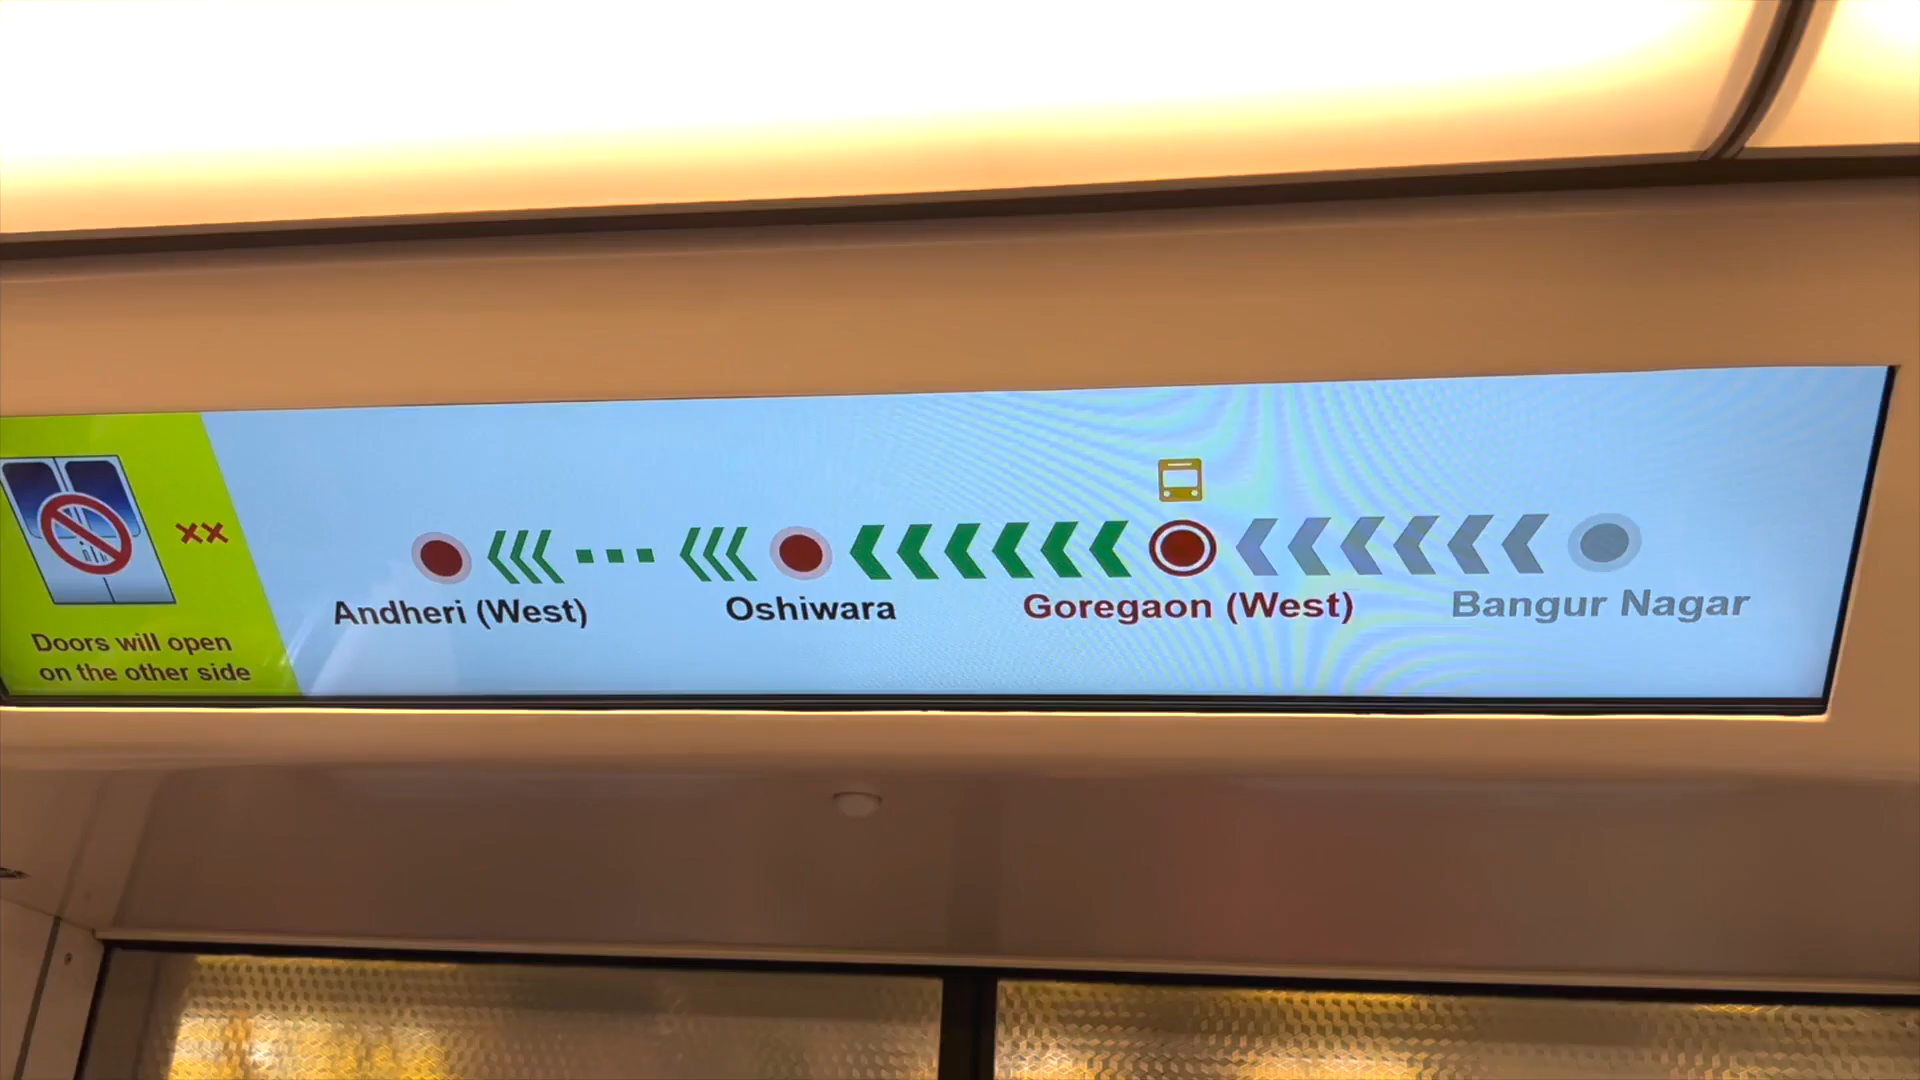 Doors will open
on the other side
Andheri (West)
Oshiwara
Goregaon (West)
Bangur Nagar